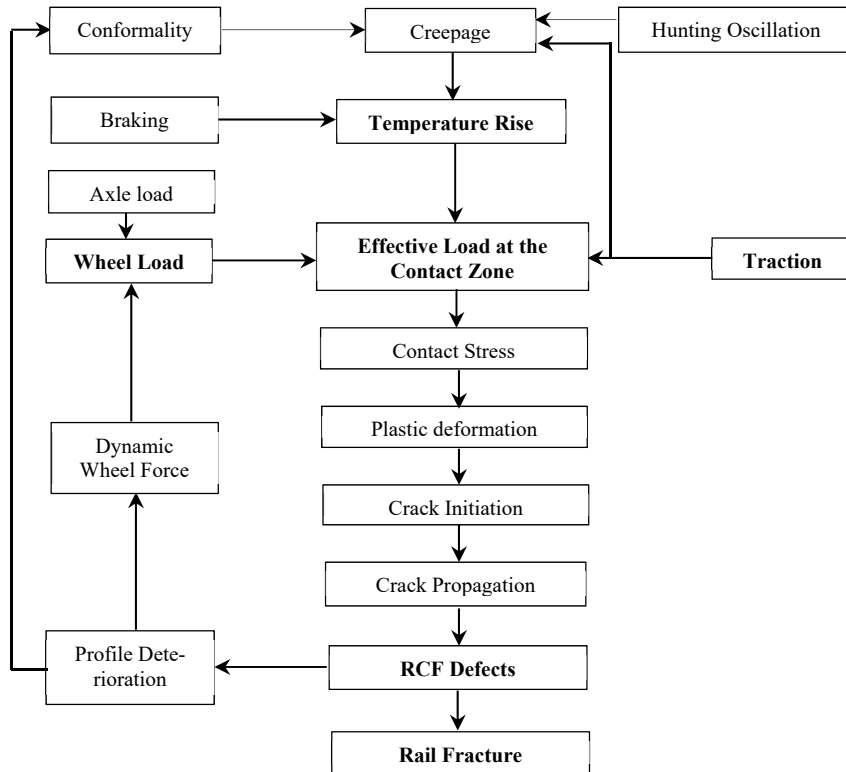 Conformality
Creepage
Hunting Oscillation
Braking
Temperature Rise
Axle load
Wheel Load
Effective Load at the
Contact Zone
Traction
Contact Stress
Plastic deformation
Dynamic
Wheel Force
Crack Initiation
Crack Propagation
Profile Dete-
rioration
RCF Defects
Rail Fracture